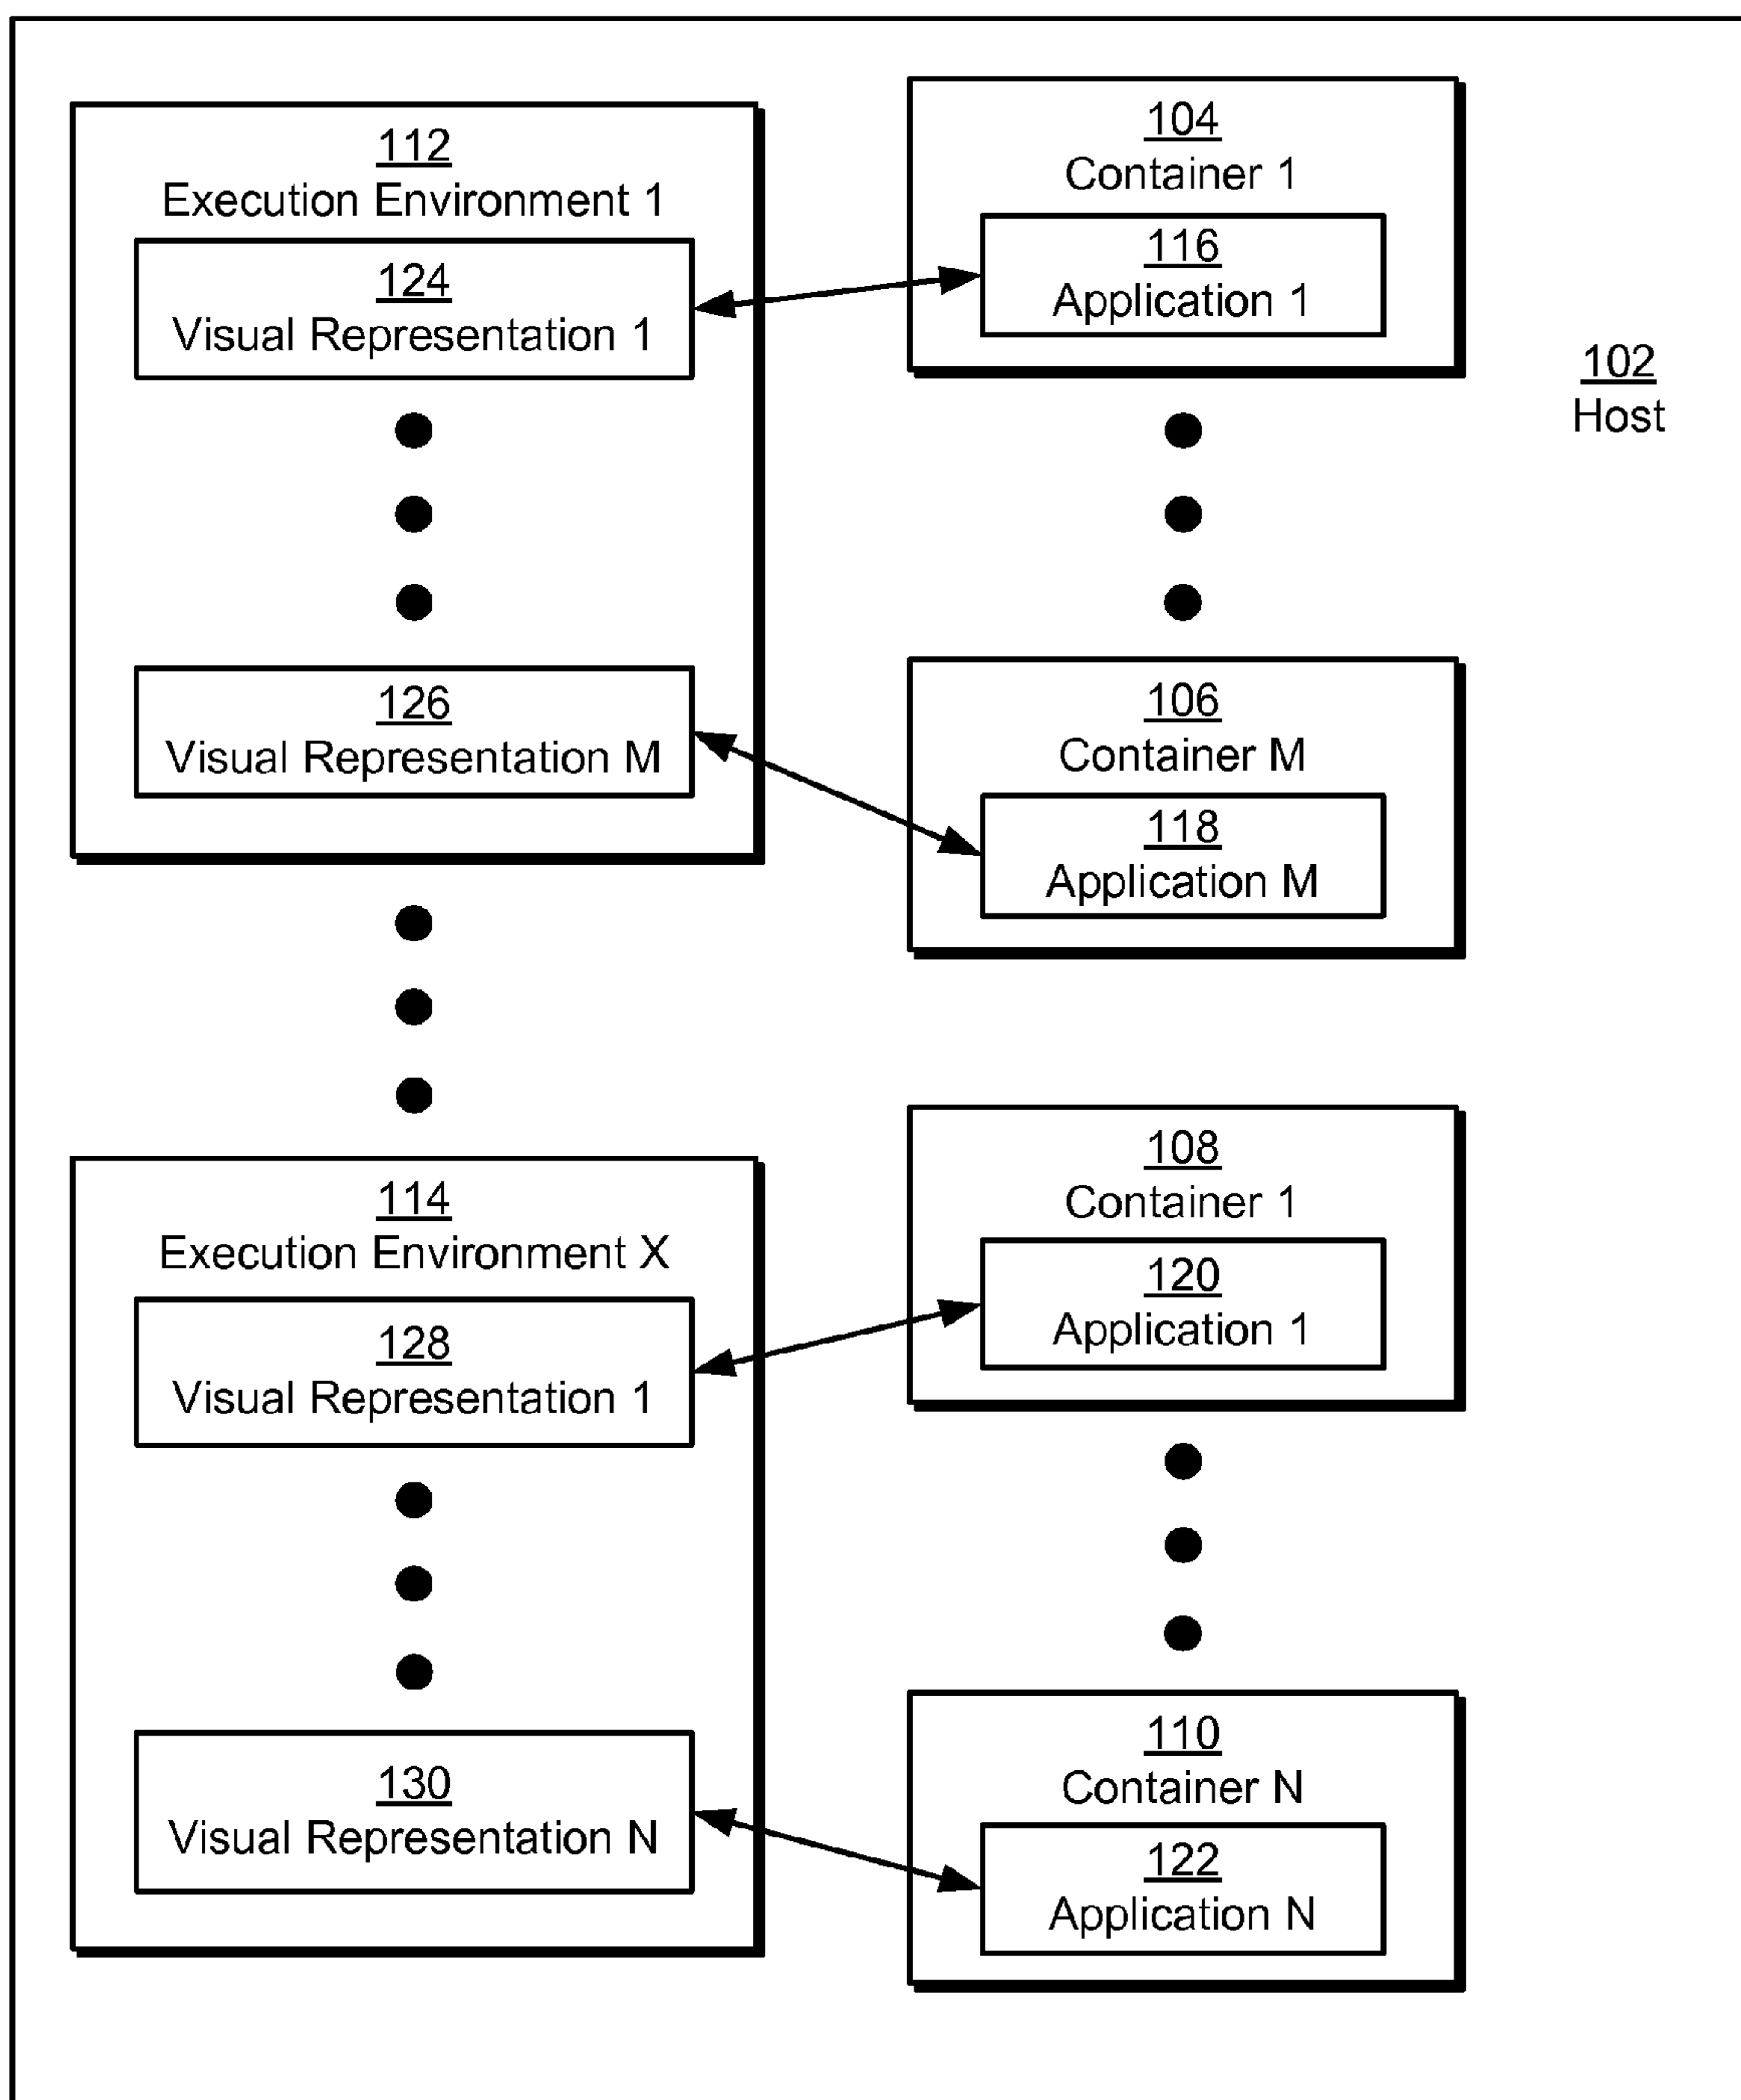 112
Execution Environment 1
124
Visual Representation 1
126
Visual Representation M
104
Container 1
116
Application 1
106
Container M
118
Application M
102
Host
114
Execution Environment X
128
Visual Representation 1
130
Visual Representation N
108
Container 1
120
Application 1
110
Container N
122
Application N